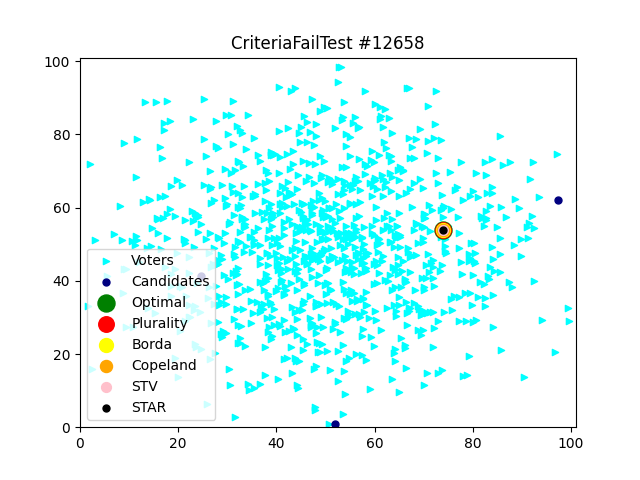 CriteriaFailTest #12658
100
80
60
40
20
0
Voters
Candidates
Optimal
Plurality
Borda
Copeland
STV
STAR
0 20 40 60 80 100